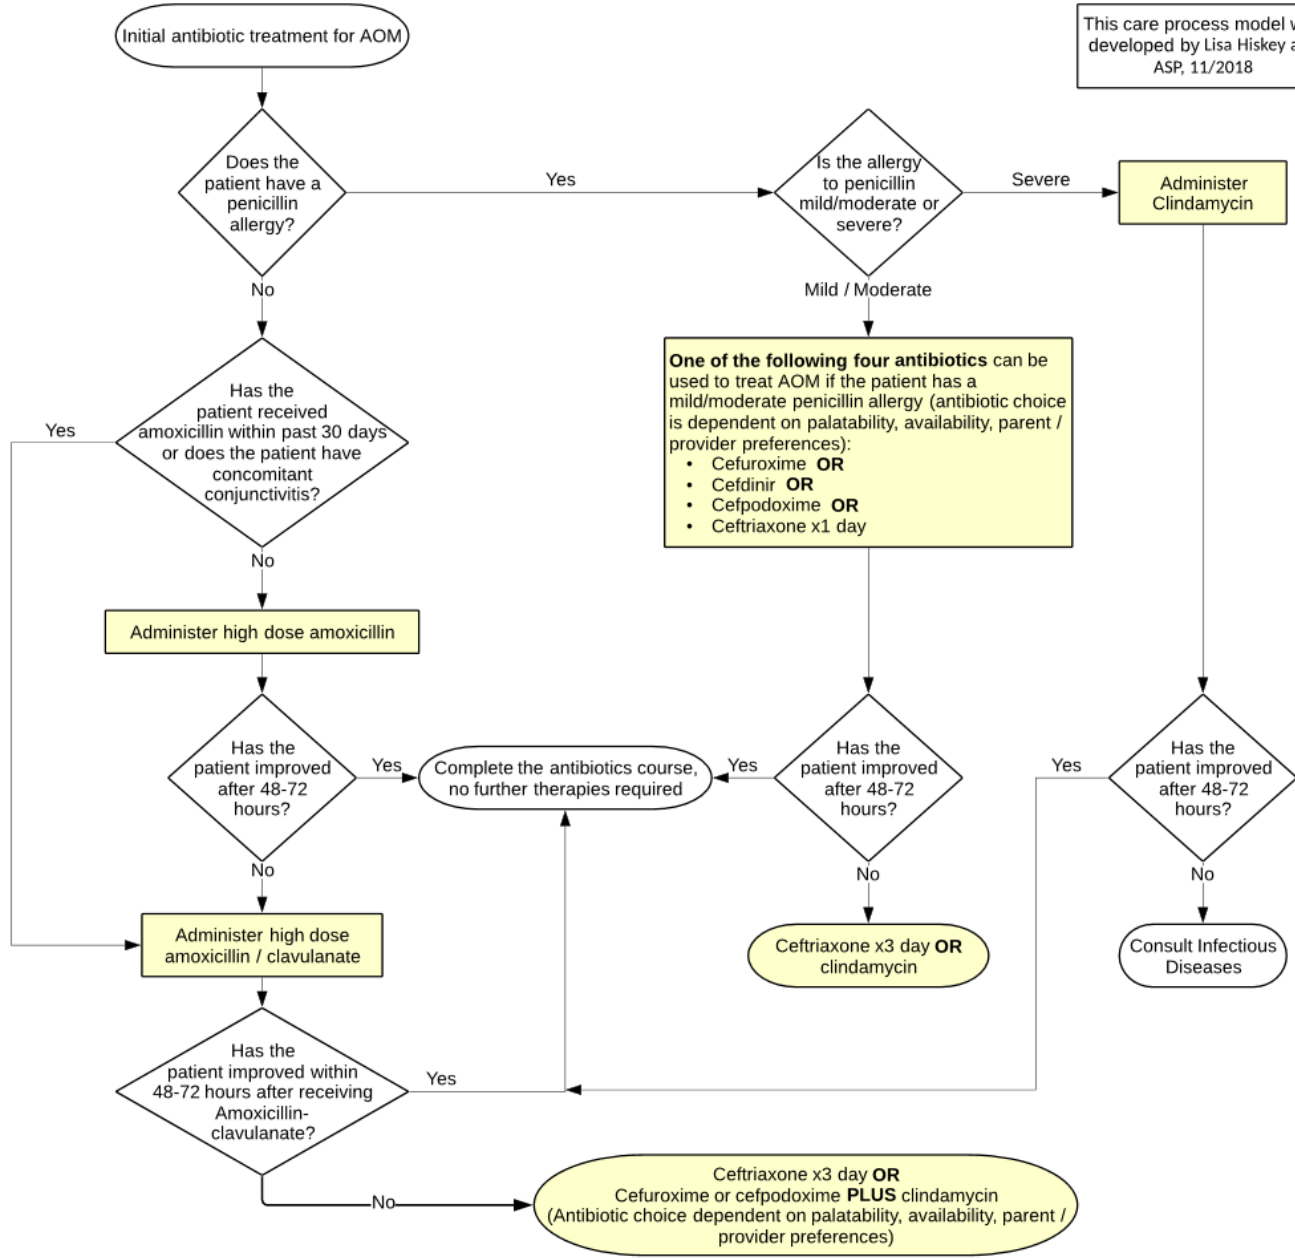 Initial antibiotic treatment for AOM
This care process model
developed by Lisa Hiskey
ASP, 11/2018
Does the
patient have a
penicillin
allergy?
Yes
Is the allergy
to penicillin
mild/moderate or
severe?
Severe
Administer
Clindamycin
No
Mild / Moderate
Has the
patient received
amoxicillin within past 30 days
or does the patient have
concomitant
conjunctivitis?
Yes
One of the following four antibiotics can be
used to treat AOM if the patient has a
mild/moderate penicillin allergy (antibiotic choice
is dependent on palatability, availability, parent /
provider preferences):
• Cefuroxime OR
• Cefdinir OR
• Cefpodoxime OR
• Ceftriaxone x1 day
No
Administer high dose amoxicillin
Has the
patient improved
after 48-72
hours?
Yes
Complete the antibiotics course,
no further therapies required
Yes
Has the
patient improved
after 48-72
hours?
Yes
Has the
patient improved
after 48-72
hours?
No
No
No
Administer high dose
amoxicillin / clavulanate
Ceftriaxone x3 day OR
clindamycin
Consult Infectious
Diseases
Has the
patient improved within
48-72 hours after receiving
Amoxicillin-
clavulanate?
Yes
No
Ceftriaxone x3 day OR
Cefuroxime or cefpodoxime PLUS clindamycin
(Antibiotic choice dependent on palatability, availability, parent /
provider preferences)